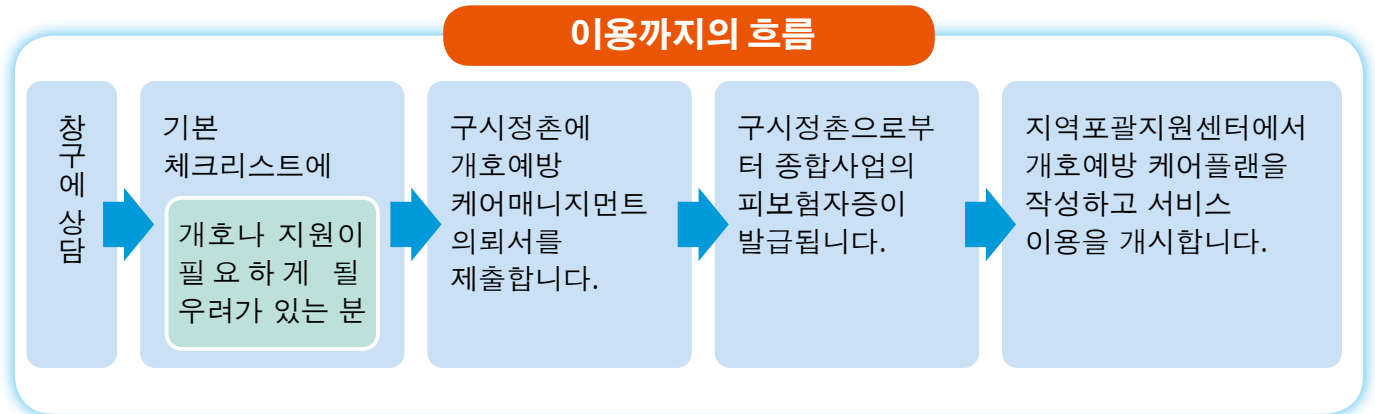 이용까지의 흐름
창구에 상담
기본
체크리스트에
개호나 지원이
필요하게 될
우려가 있는 분
구시정촌에
개호예방
케어매니지먼트
의뢰서를
제출합니다.
구시정촌으로부
터 종합사업의
피보험자증이
발급됩니다.
지역포괄지원센터에서
개호예방 케어플랜을
작성하고 서비스
이용을 개시합니다.